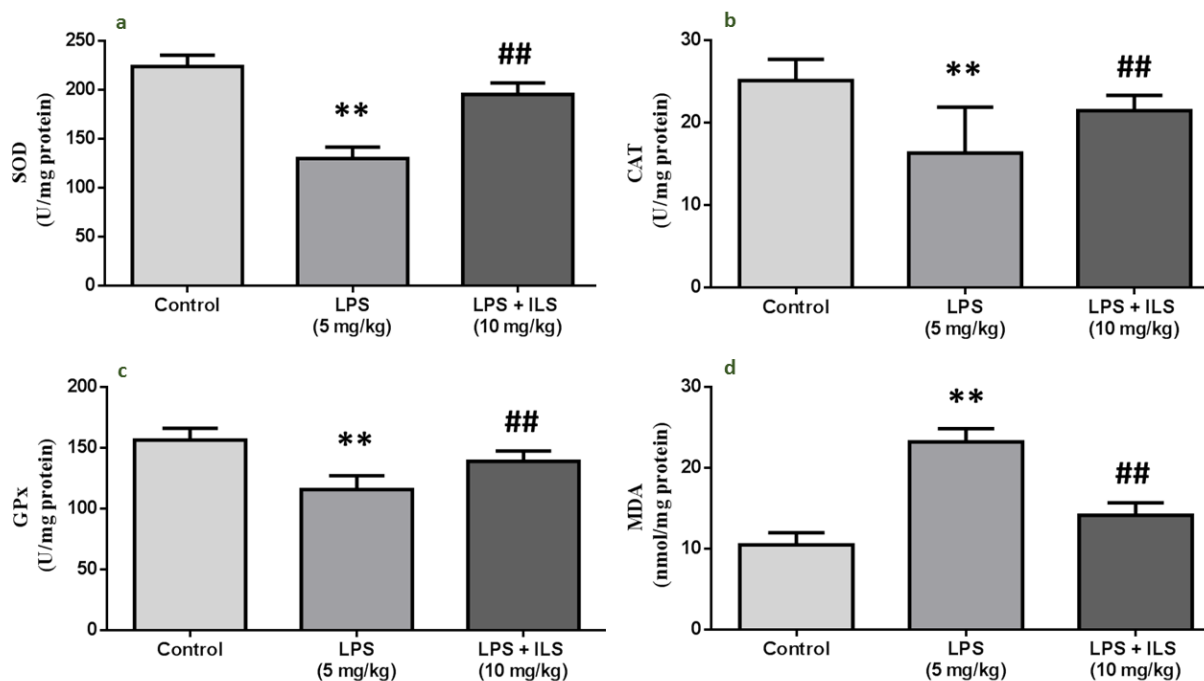 a
SOD
(U/mg protein)
250
200
150
100
50
0
**
##
Control
LPS
(5 mg/kg)
LPS + ILS
(10 mg/kg)
b
CAT
(U/mg protein)
30
20
10
0
**
##
Control
LPS
(5 mg/kg)
LPS + ILS
(10 mg/kg)
c
GPx
(U/mg protein)
200
150
100
50
0
**
##
Control
LPS
(5 mg/kg)
LPS + ILS
(10 mg/kg)
d
MDA
(nmol/mg protein)
30
20
10
0
**
##
Control
LPS
(5 mg/kg)
LPS + ILS
(10 mg/kg)